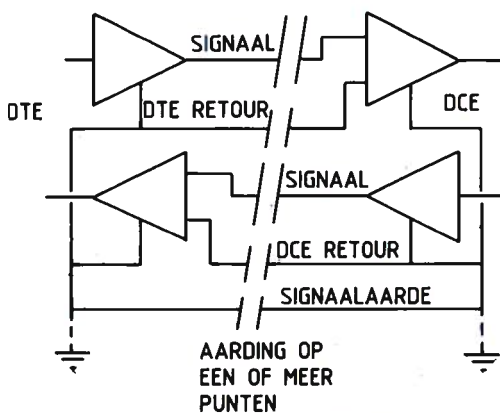 SIGNAAL
DTE
DTE RETOUR
DCE
SIGNAAL
DCE RETOUR
SIGNAALAARDE
AARDING OP
EEN OF MEER
PUNTEN